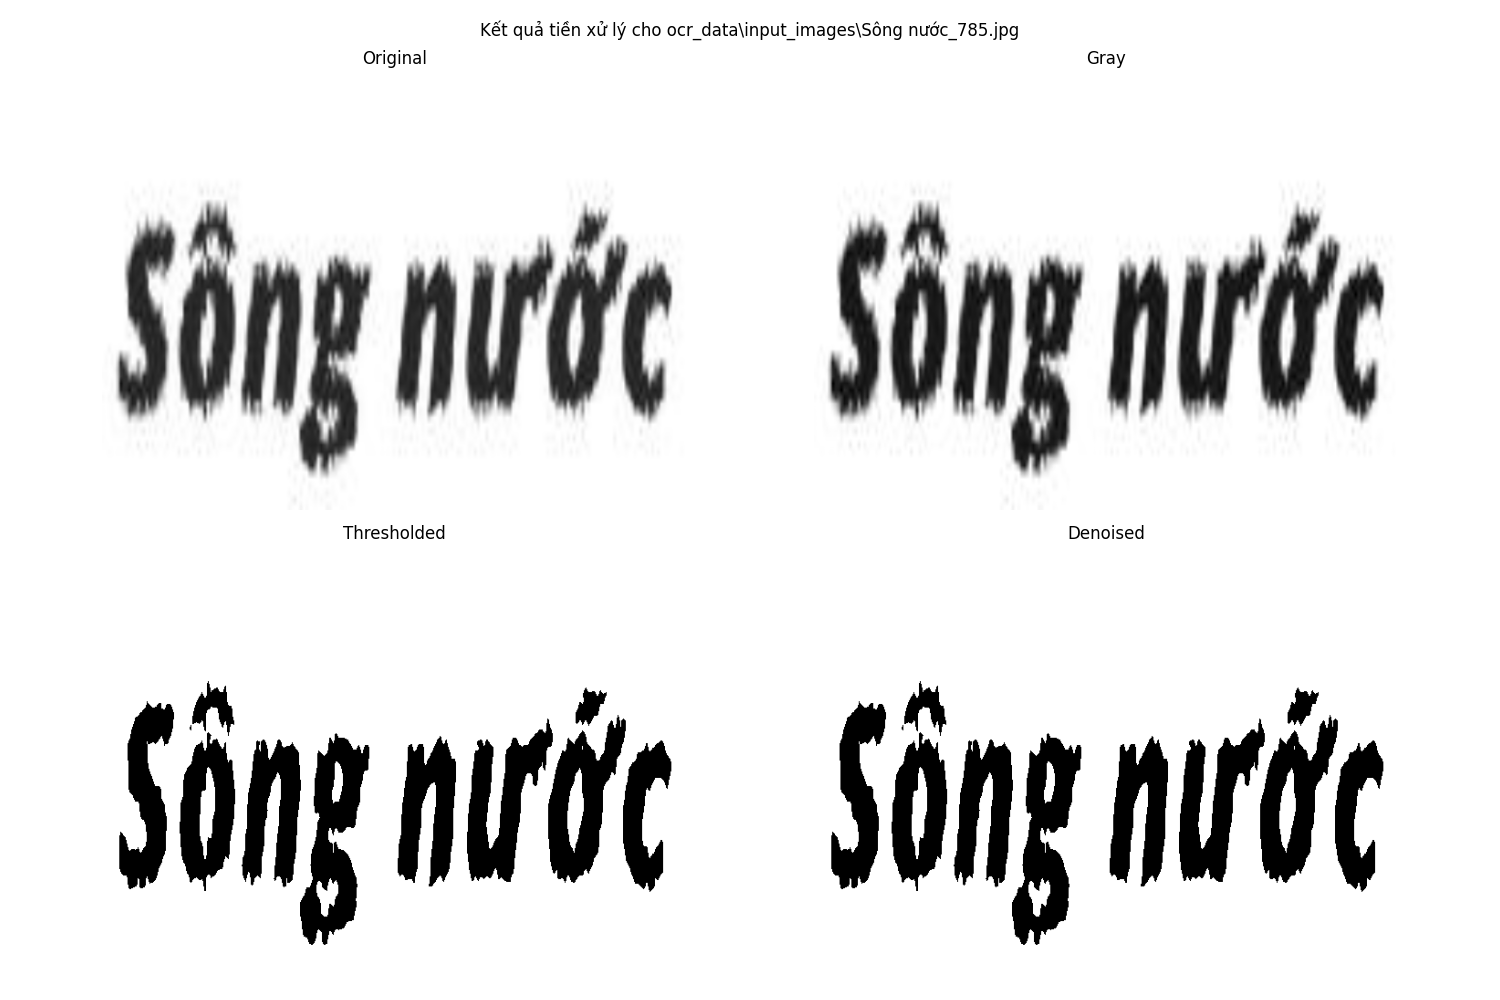 Kết quả tiền xử lý cho ocr_data\input_images\Sông nước_785.jpg
Original
Gray
Sông nước
Sông nước
Thresholded
Denoised
Sông nước
Sông nước